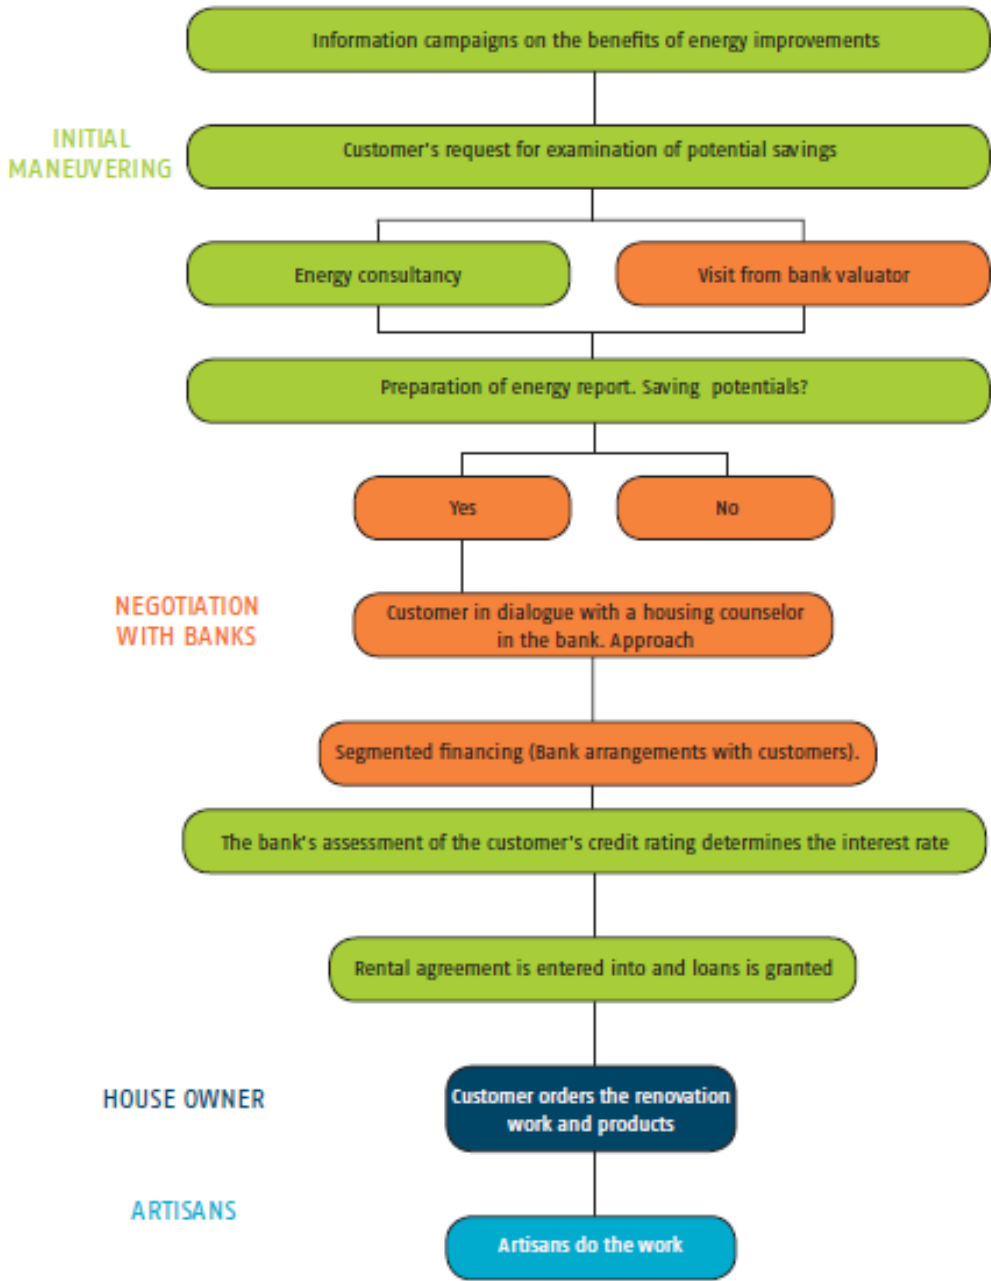 Information campaigns on the benefits of energy improvements
INITIAL
MANEUVERING
Customer's request for examination of potential savings
Energy consultancy
Visit from bank valuator
Preparation of energy report. Saving potentials?
Yes
No
NEGOTIATION
WITH BANKS
Customer in dialogue with a housing counselor
in the bank. Approach
Segmented financing (Bank arrangements with customers).
The bank's assessment of the customer's credit rating determines the interest rate
Rental agreement is entered into and loans is granted
HOUSE OWNER
Customer orders the renovation
work and products
ARTISANS
Artisans do the work